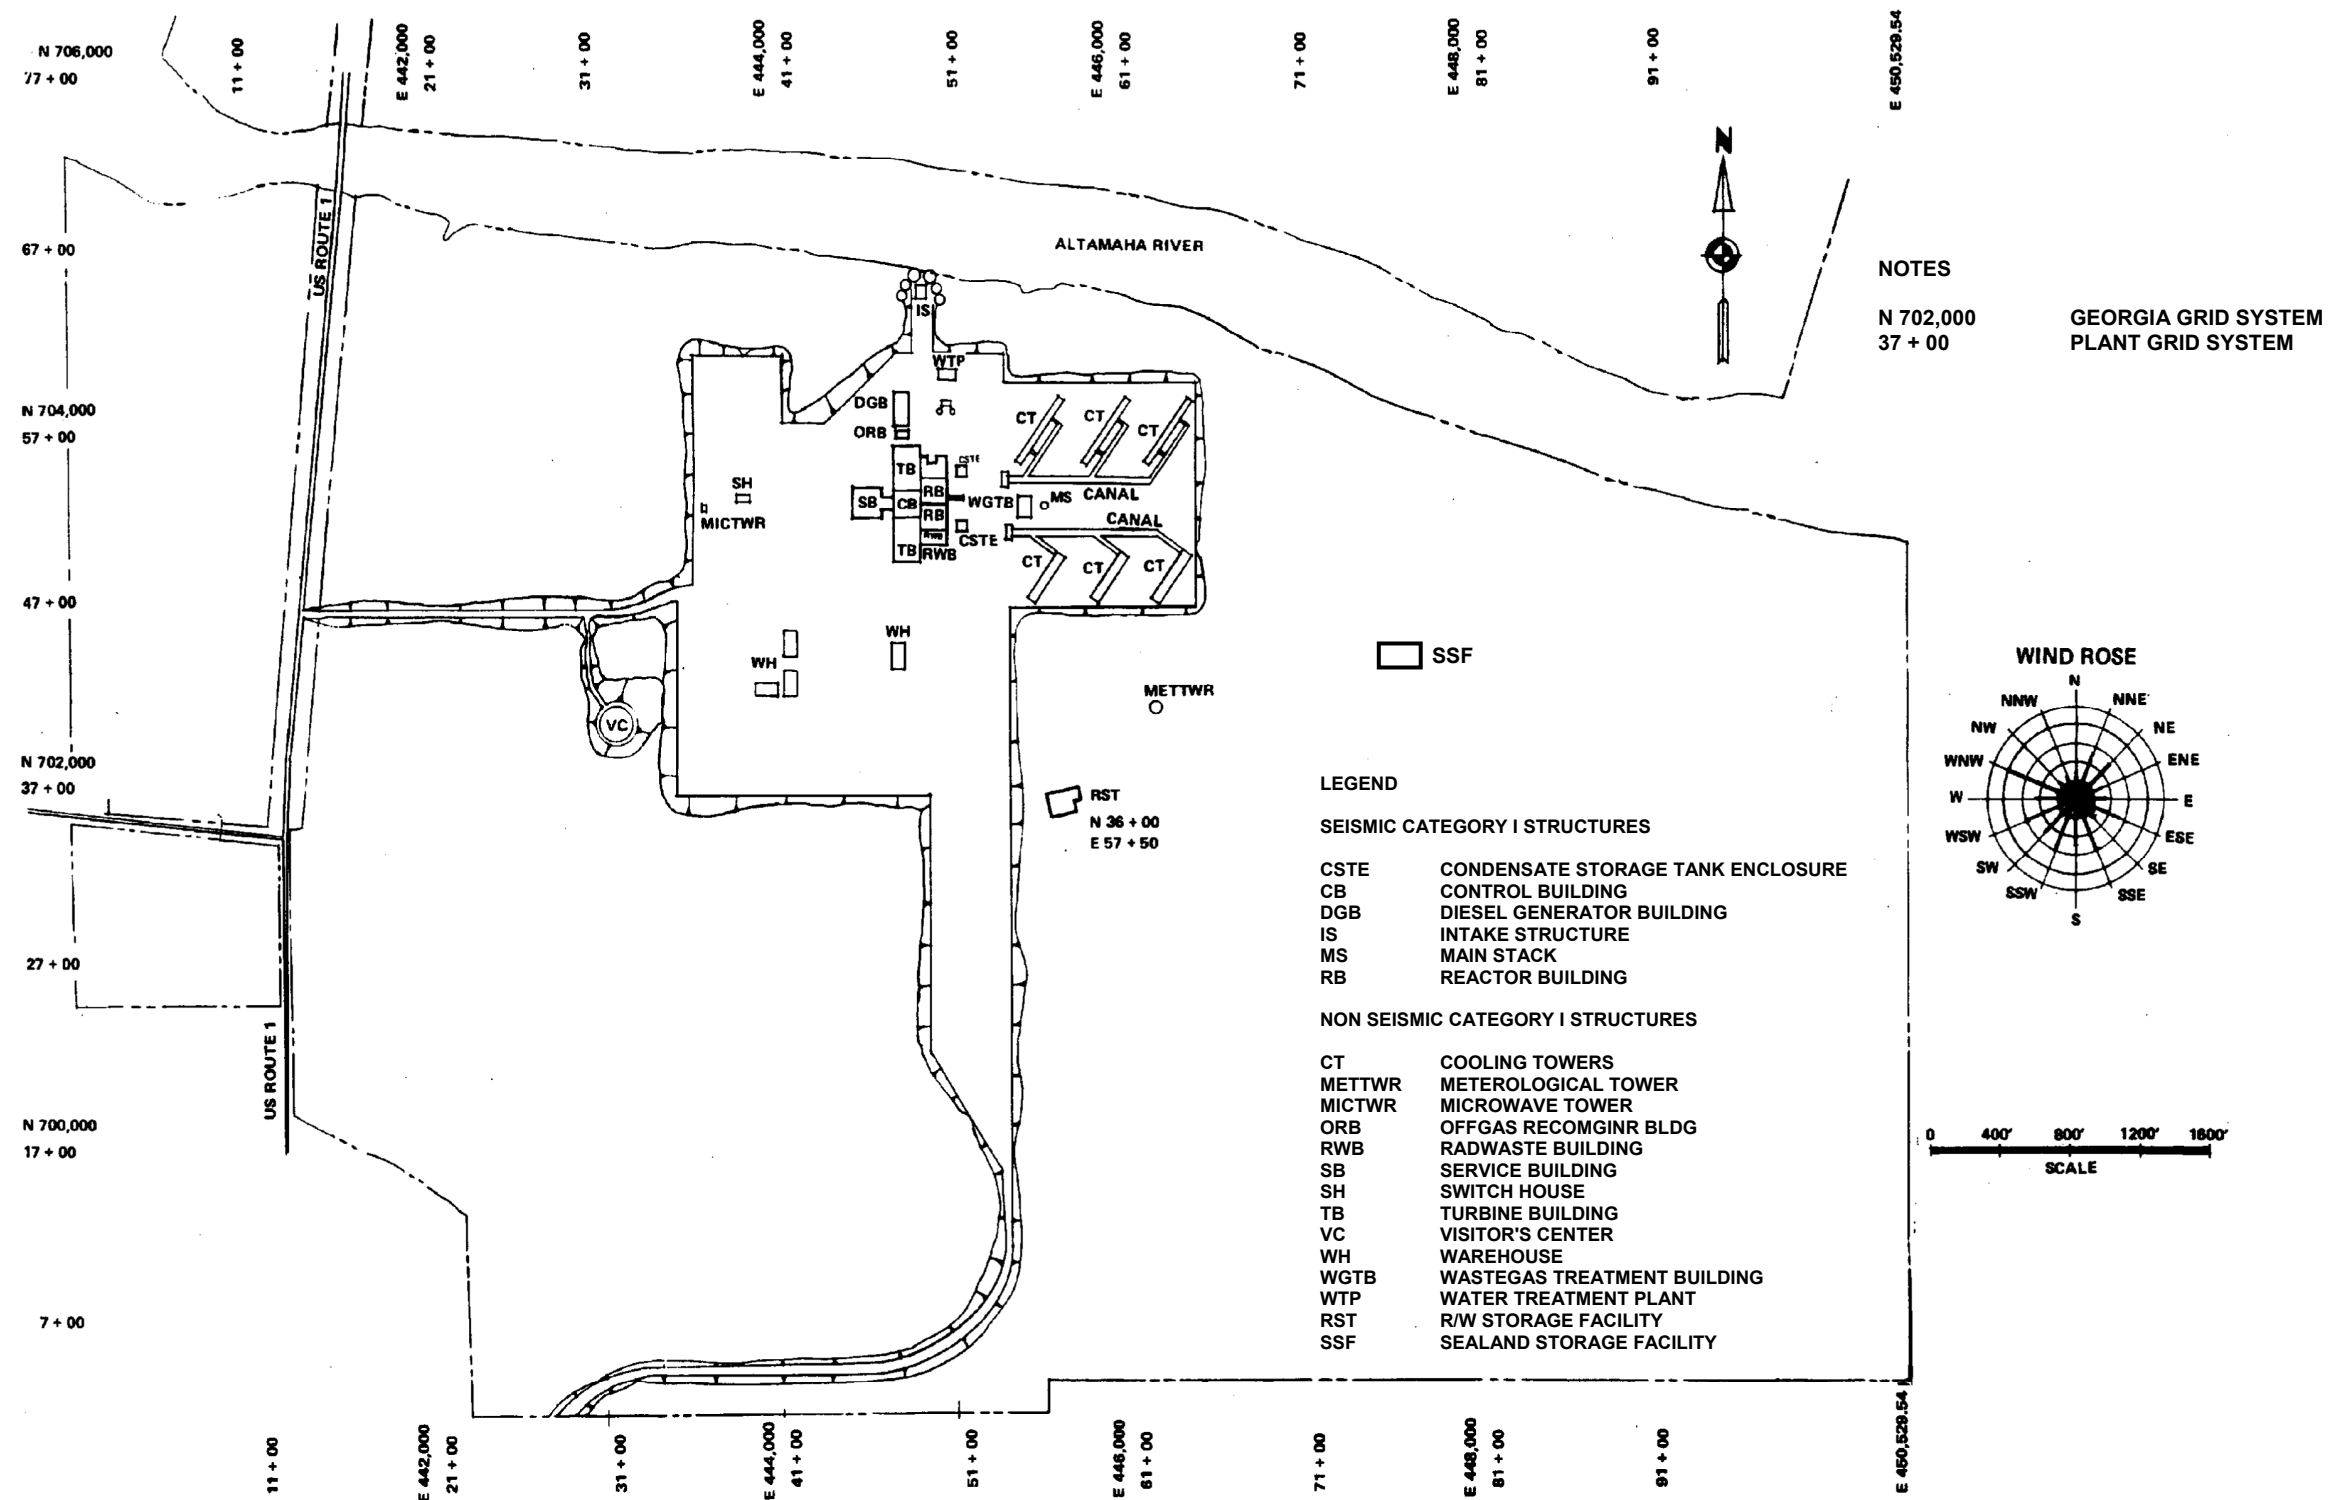 11 + 00
E 442,000
21 + 00
31 + 00
E 444,000
41 + 00
51 + 00
E 446,000
61 + 00
71 + 00
E 448,000
81 + 00
91 + 00
E 450,529.54
N 706,000
77 + 00
67 + 00
N 704,000
57 + 00
47 + 00
N 702,000
37 + 00
27 + 00
N 700,000
17 + 00
7 + 00
US ROUTE 1
US ROUTE 1
ALTAMAHA RIVER
N
NOTES
N 702,000 GEORGIA GRID SYSTEM
37 + 00 PLANT GRID SYSTEM
IS
WTP
DGB
ORB
CT
CT
CT
TB
CSTE
SH
SB
CB
RB
RB
WGTB
MS
CANAL
MICTWR
CANAL
RWB
TB
RWB
CSTE
CT
CT
CT
WH
WH
VC
SSF
METTWR
RST
N 36 + 00
E 57 + 50
WIND ROSE
N
NNW
NNE
NW
NE
WNW
ENE
W
E
WSW
ESE
SW
SE
SSW
SSE
S
LEGEND
SEISMIC CATEGORY I STRUCTURES
CSTE CONDENSATE STORAGE TANK ENCLOSURE
CB CONTROL BUILDING
DGB DIESEL GENERATOR BUILDING
IS INTAKE STRUCTURE
MS MAIN STACK
RB REACTOR BUILDING
NON SEISMIC CATEGORY I STRUCTURES
CT COOLING TOWERS
METTWR METEROLOGICAL TOWER
MICTWR MICROWAVE TOWER
ORB OFFGAS RECOMGINR BLDG
RWB RADWASTE BUILDING
SB SERVICE BUILDING
SH SWITCH HOUSE
TB TURBINE BUILDING
VC VISITOR'S CENTER
WH WAREHOUSE
WGTB WASTEGAS TREATMENT BUILDING
WTP WATER TREATMENT PLANT
RST R/W STORAGE FACILITY
SSF SEALAND STORAGE FACILITY
0 400' 800' 1200' 1600'
SCALE
11 + 00
E 442,000
21 + 00
31 + 00
E 444,000
41 + 00
51 + 00
E 446,000
61 + 00
71 + 00
E 448,000
81 + 00
91 + 00
E 450,529.54